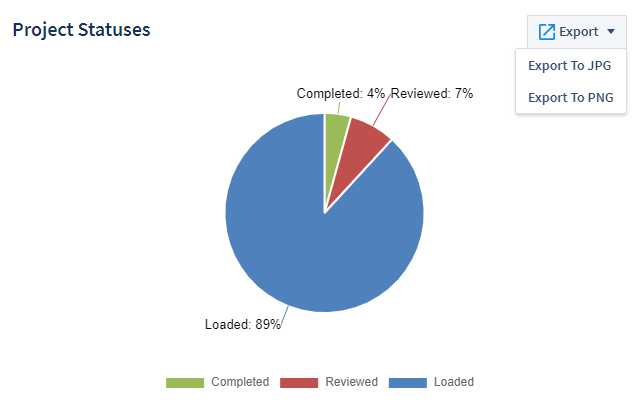 Project Statuses
Export
Export To JPG
Export To PNG
Completed: 4%
Reviewed: 7%
Loaded: 89%
Completed
Reviewed
Loaded